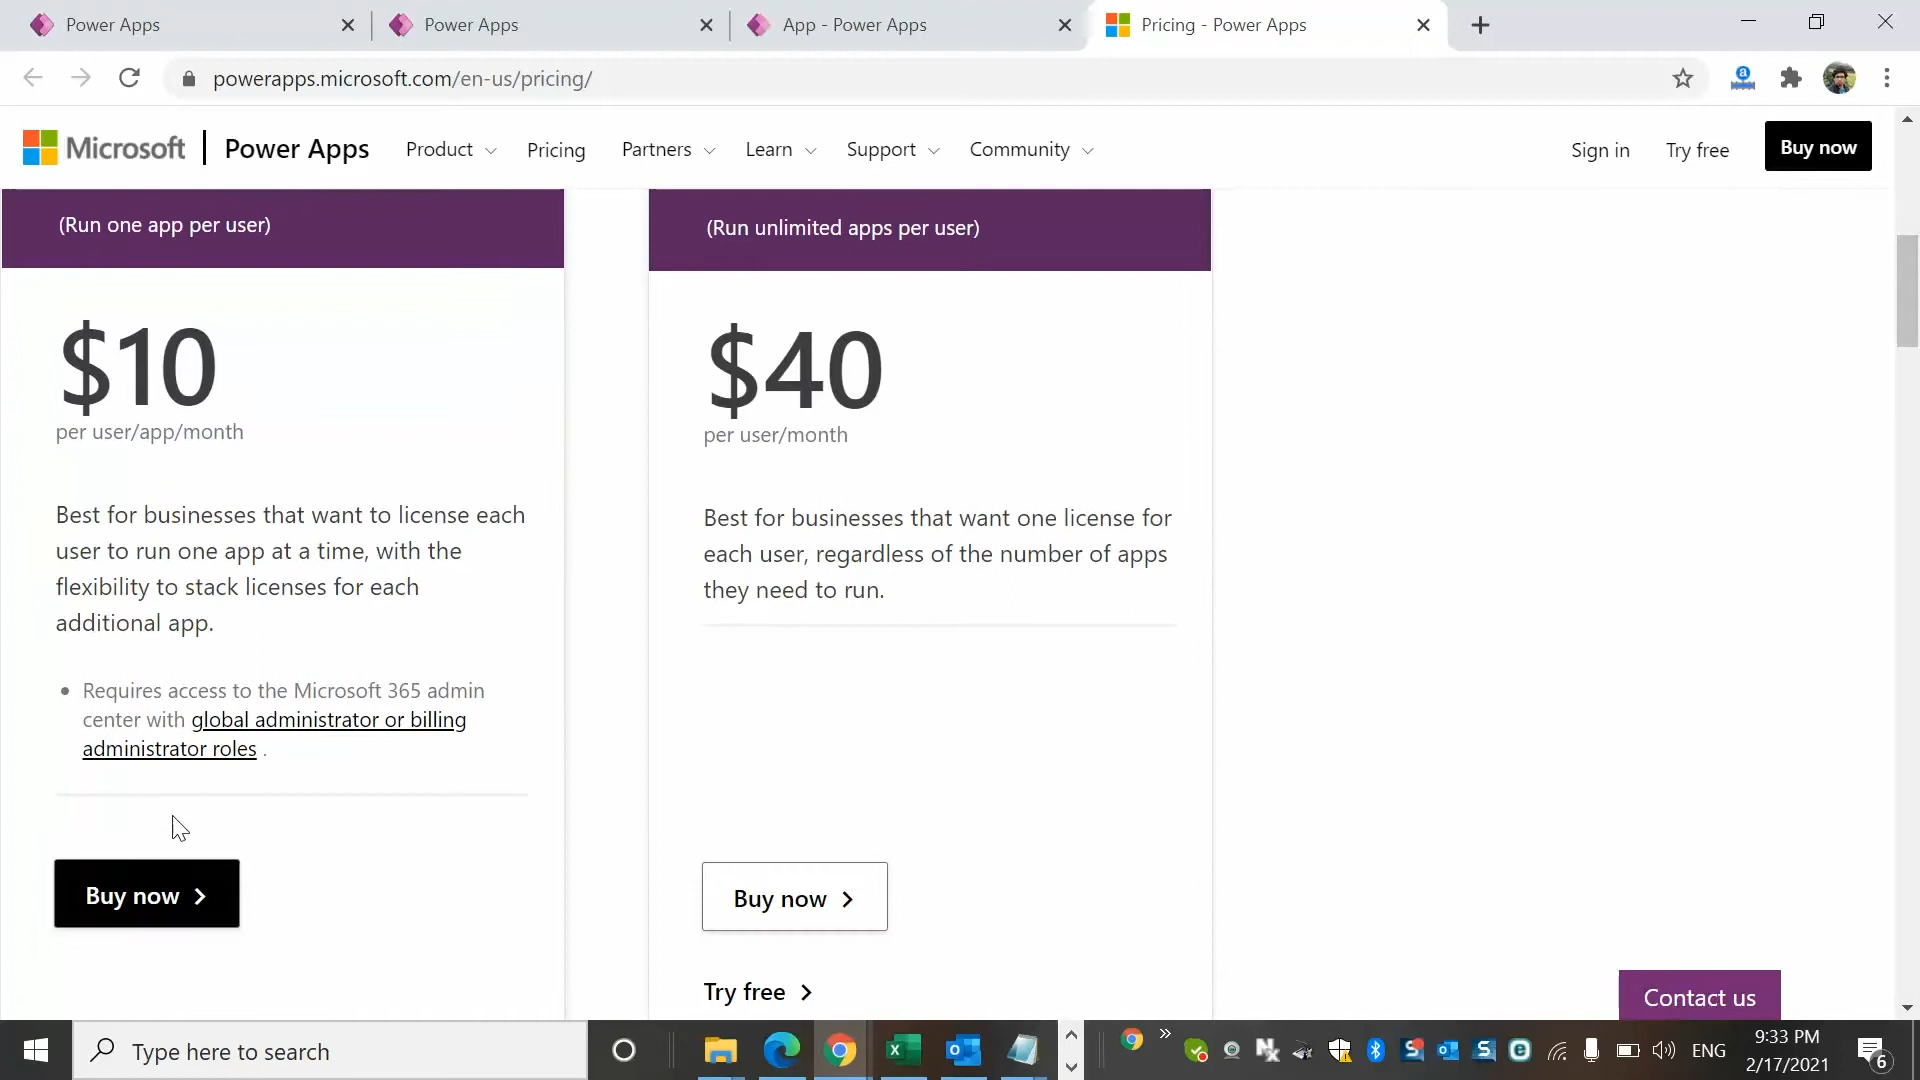 Power Apps
Power Apps
App - Power Apps
Pricing - Power Apps
powerapps.microsoft.com/en-us/pricing/
Microsoft
Power Apps
Product
Pricing
Partners
Learn
Support
Community
Sign in
Try free
Buy now
(Run one app per user)
$10
per user/app/month
Best for businesses that want to license each
user to run one app at a time, with the
flexibility to stack licenses for each
additional app.
• Requires access to the Microsoft 365 admin
center with global administrator or billing
administrator roles .
Buy now
(Run unlimited apps per user)
$40
per user/month
Best for businesses that want one license for
each user, regardless of the number of apps
they need to run.
Buy now
Try free
Contact us
Type here to search
ENG
9:33 PM
2/17/2021
6